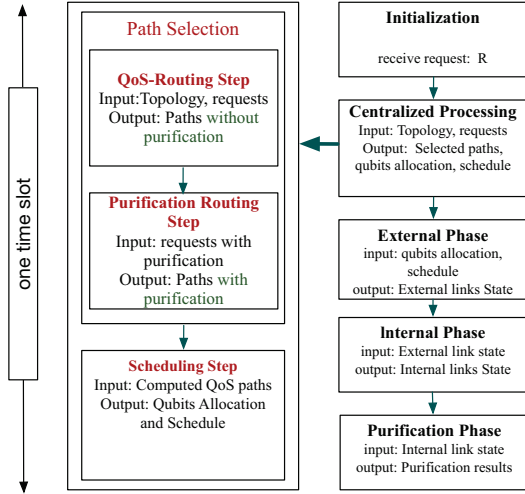 one time slot
Path Selection
QoS-Routing Step
Input:Topology, requests
Output: Paths without
purification
Purification Routing
Step
Input: requests with
purification
Output: Paths with
purification
Scheduling Step
Input: Computed QoS paths
Output: Qubits Allocation
and Schedule
Initialization
receive request: R
Centralized Processing
Input: Topology, requests
Output: Selected paths,
qubits allocation, schedule
External Phase
input: qubits allocation,
schedule
output: External links State
lnternal Phase
input: External link state
output: Internal links State
Purification Phase
input: Internal link state
output: Purification results